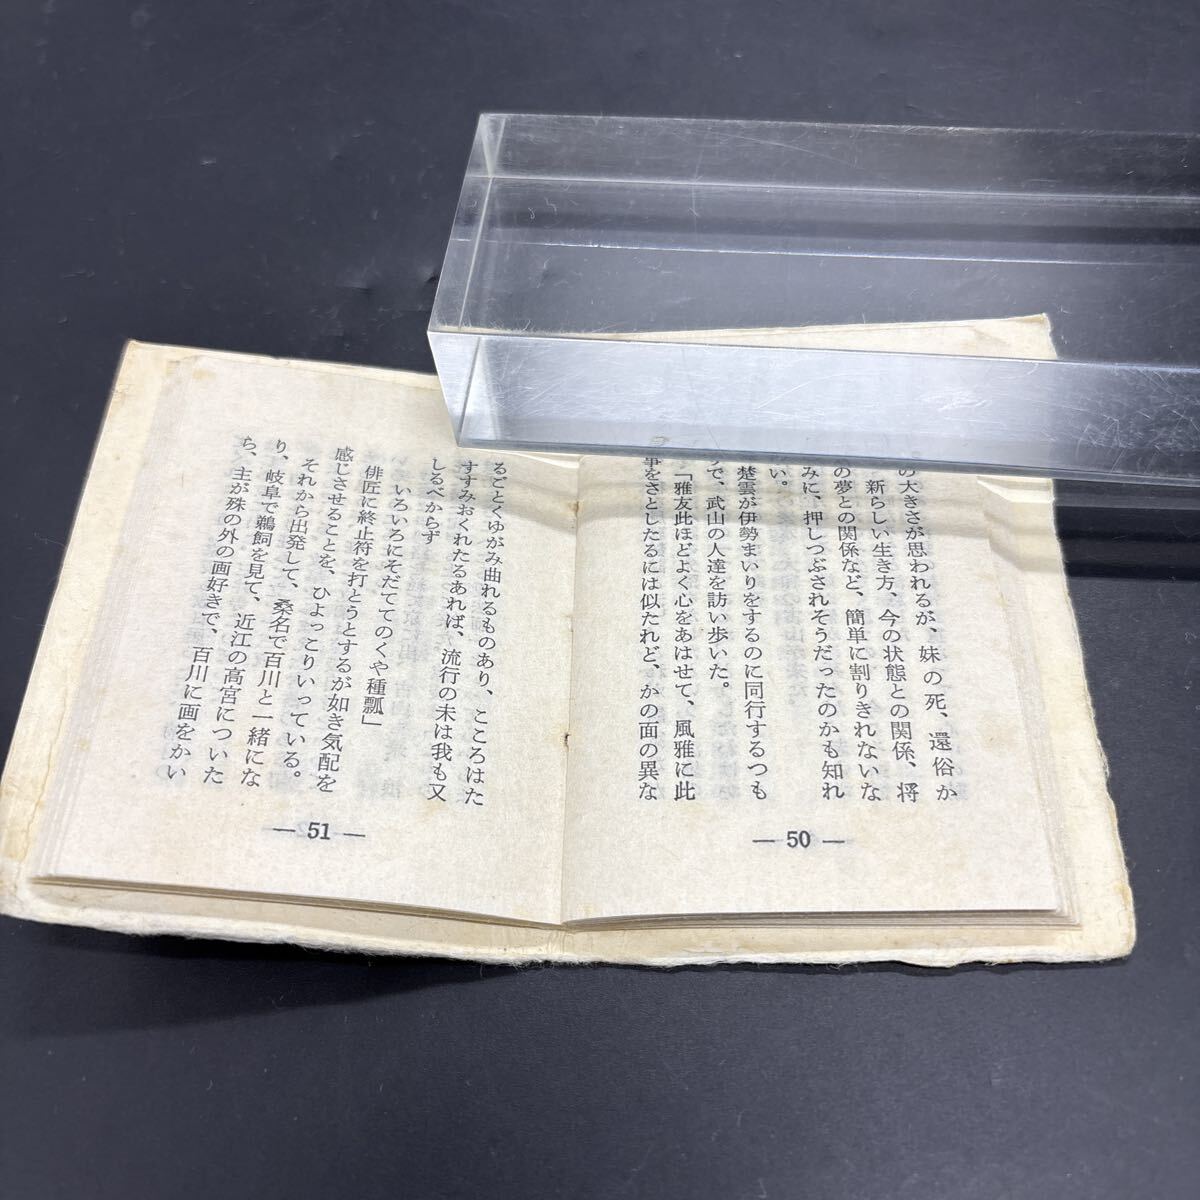 の大きさが思われるが、妹の死、還俗か
新らしい生き方、今の状態との関係、将
の夢との関係など、簡単に割りきれないな
みに、押しつぶされそうだったのかも知れ
い。
楚雲が伊勢まいりをするのに同行するつも
で、武山の人達を訪い歩いた。
「雅友此ほどよく心をあはせて、風雅に此
事をさとしたるには似たれど、かの面の異な
— 50 —
るごとくゆがみ曲れるものあり、こころはた
すすみおくれたるあれば、流行の未は我も又
しるべからず
いろいろにそだててのくや種瓢」
俳匠に終止符を打とうとするが如き気配を
感じさせることを、ひよっこりいっている。
それから出発して、桑名で百川と一緒にな
り、岐阜で鵜飼を見て、近江の高宮についた
ち、主が殊の外の画好きで、百川に画をかい
— 51 —